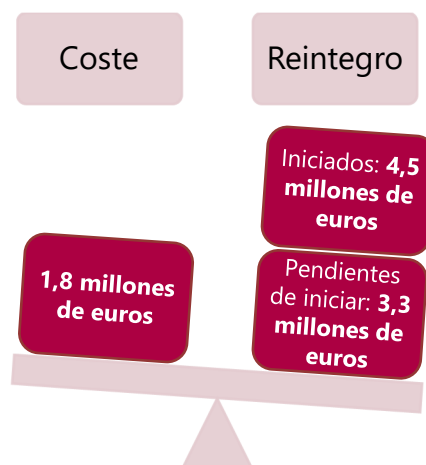 Coste
Reintegro
Iniciados: 4,5
millones de
euros
1,8 millones
de euros
Pendientes
de iniciar: 3,3
millones de
euros